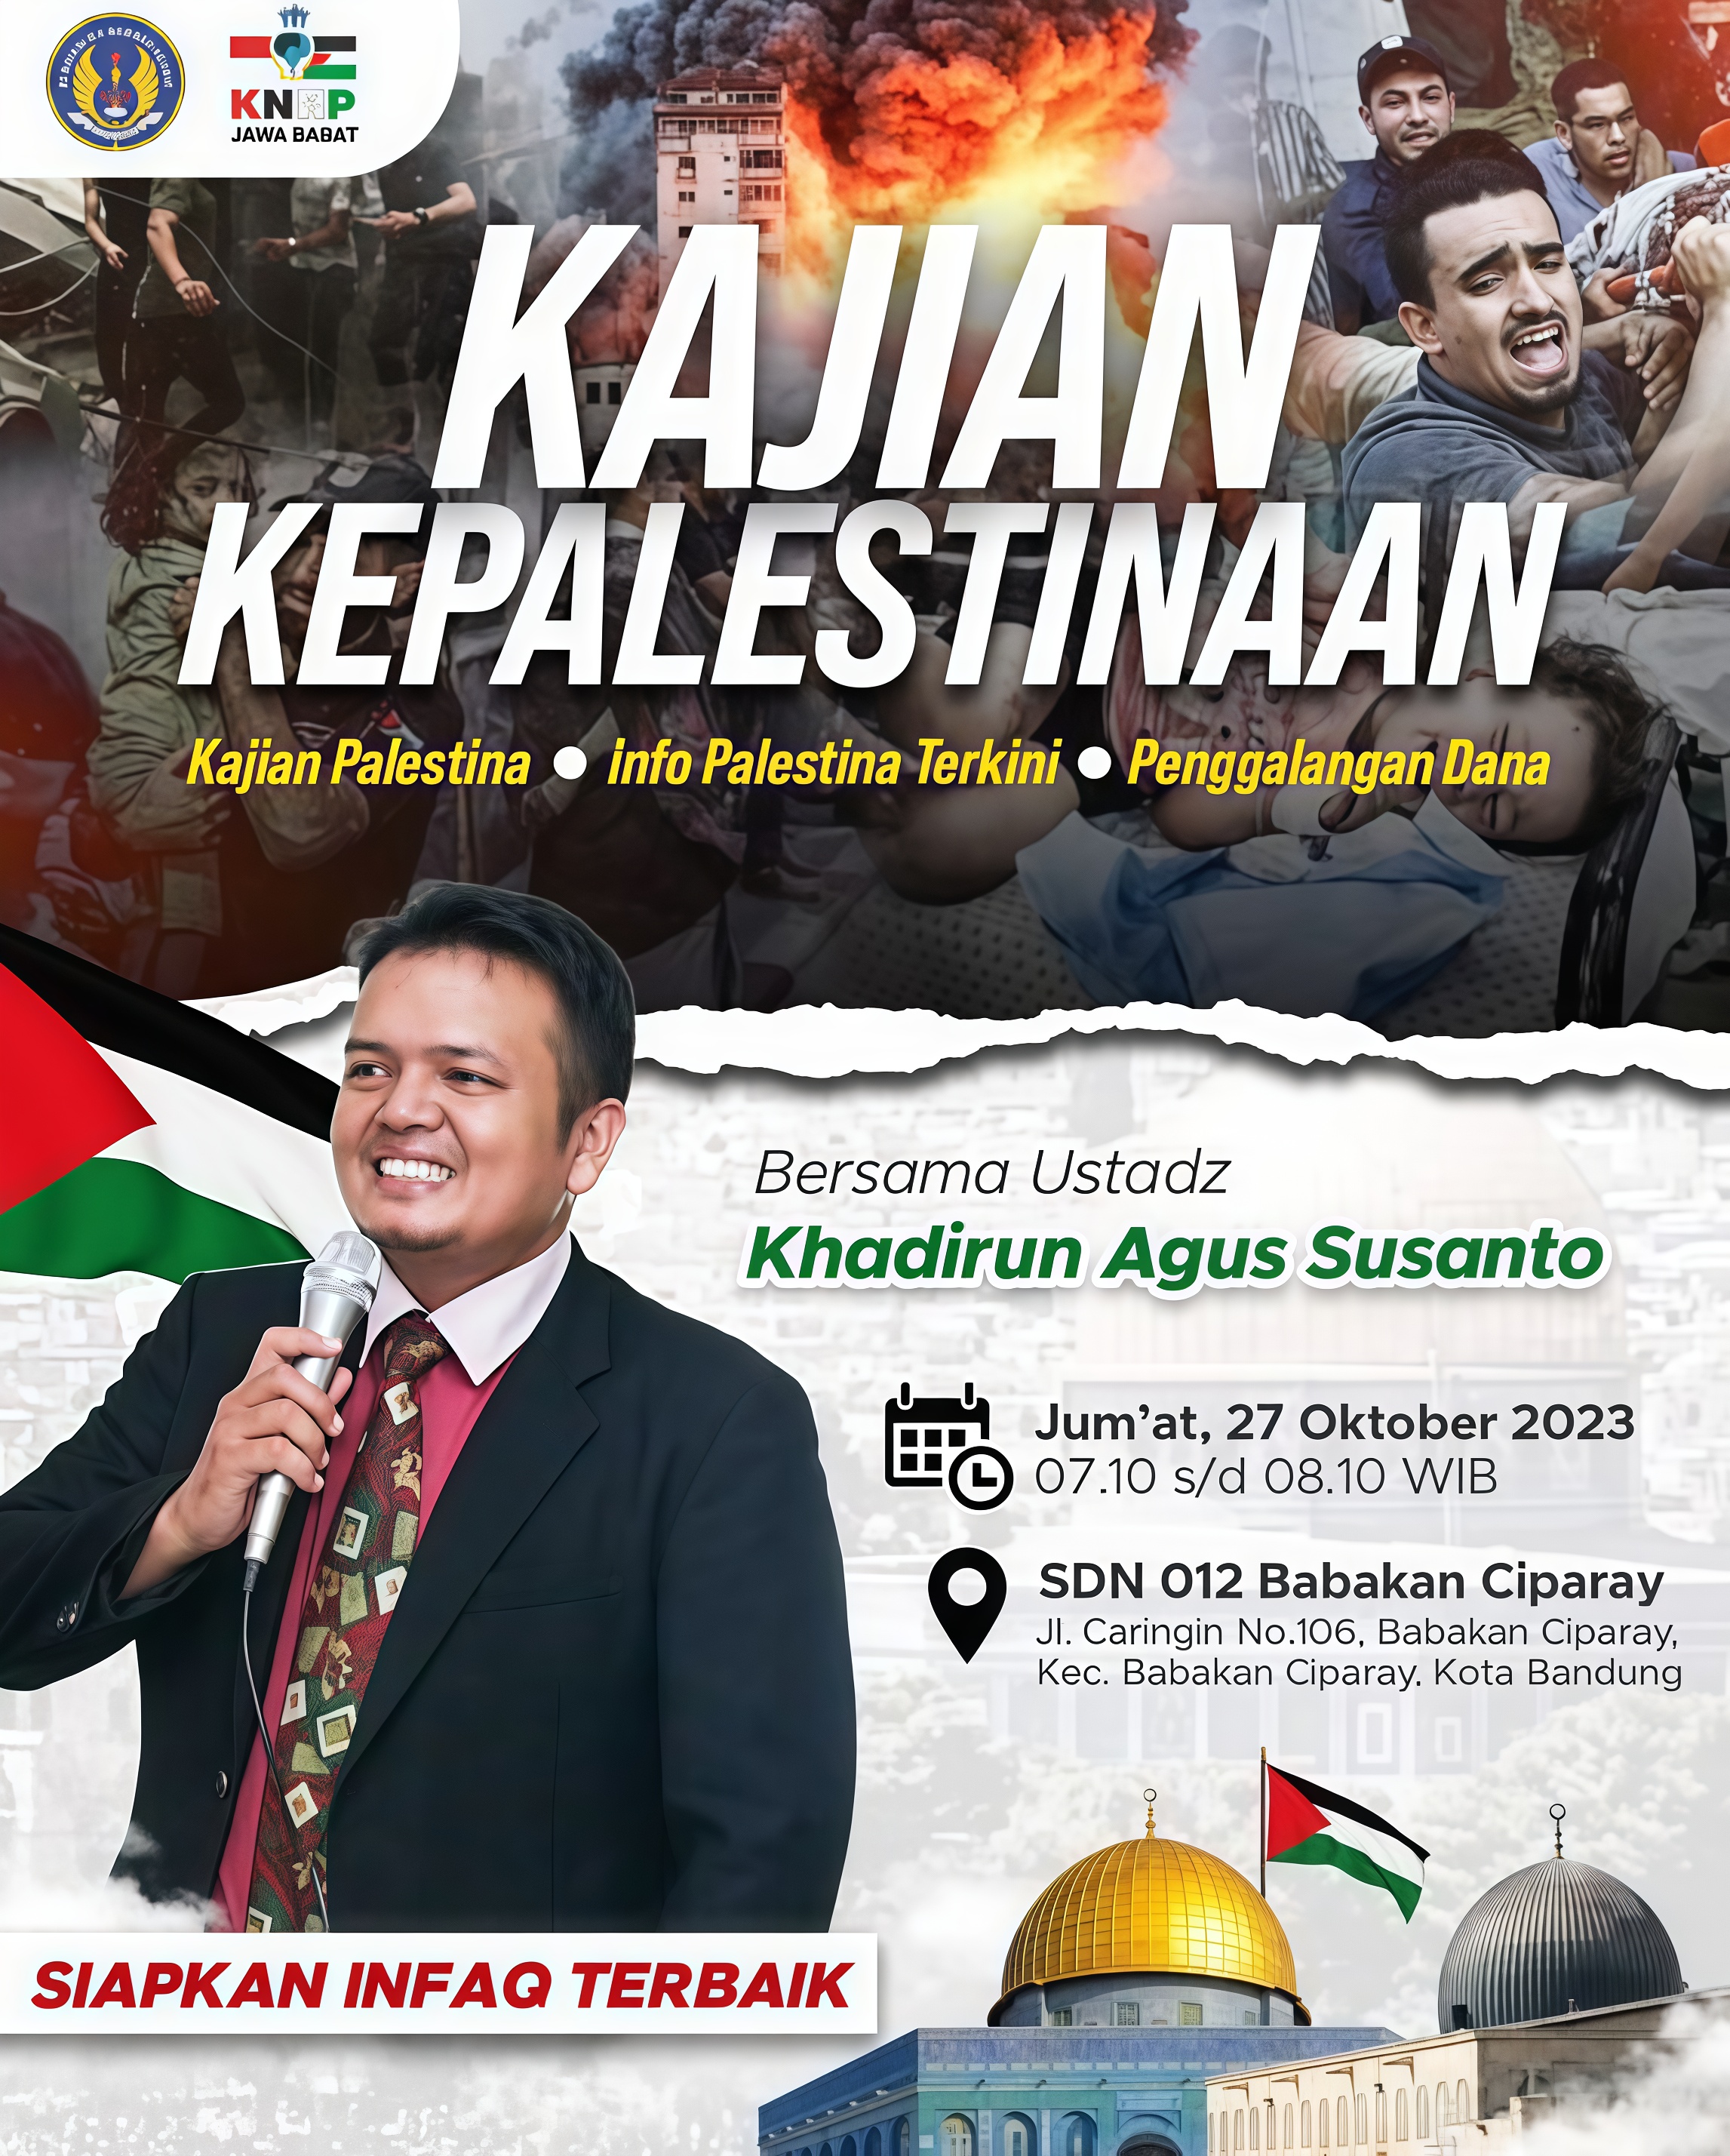 KNRP
JAWA BABAT
KAJIAN
KEPALESTINAAN
Kajian Palestina • info Palestina Terkini • Penggalangan Dana
Bersama Ustadz
Khadirun Agus Susanto
Jum'at, 27 Oktober 2023
07.10 s/d 08.10 WIB
SDN 012 Babakan Ciparay
Jl. Caringin No.106, Babakan Ciparay,
Kec. Babakan Ciparay, Kota Bandung
SIAPKAN INFAQ TERBAIK